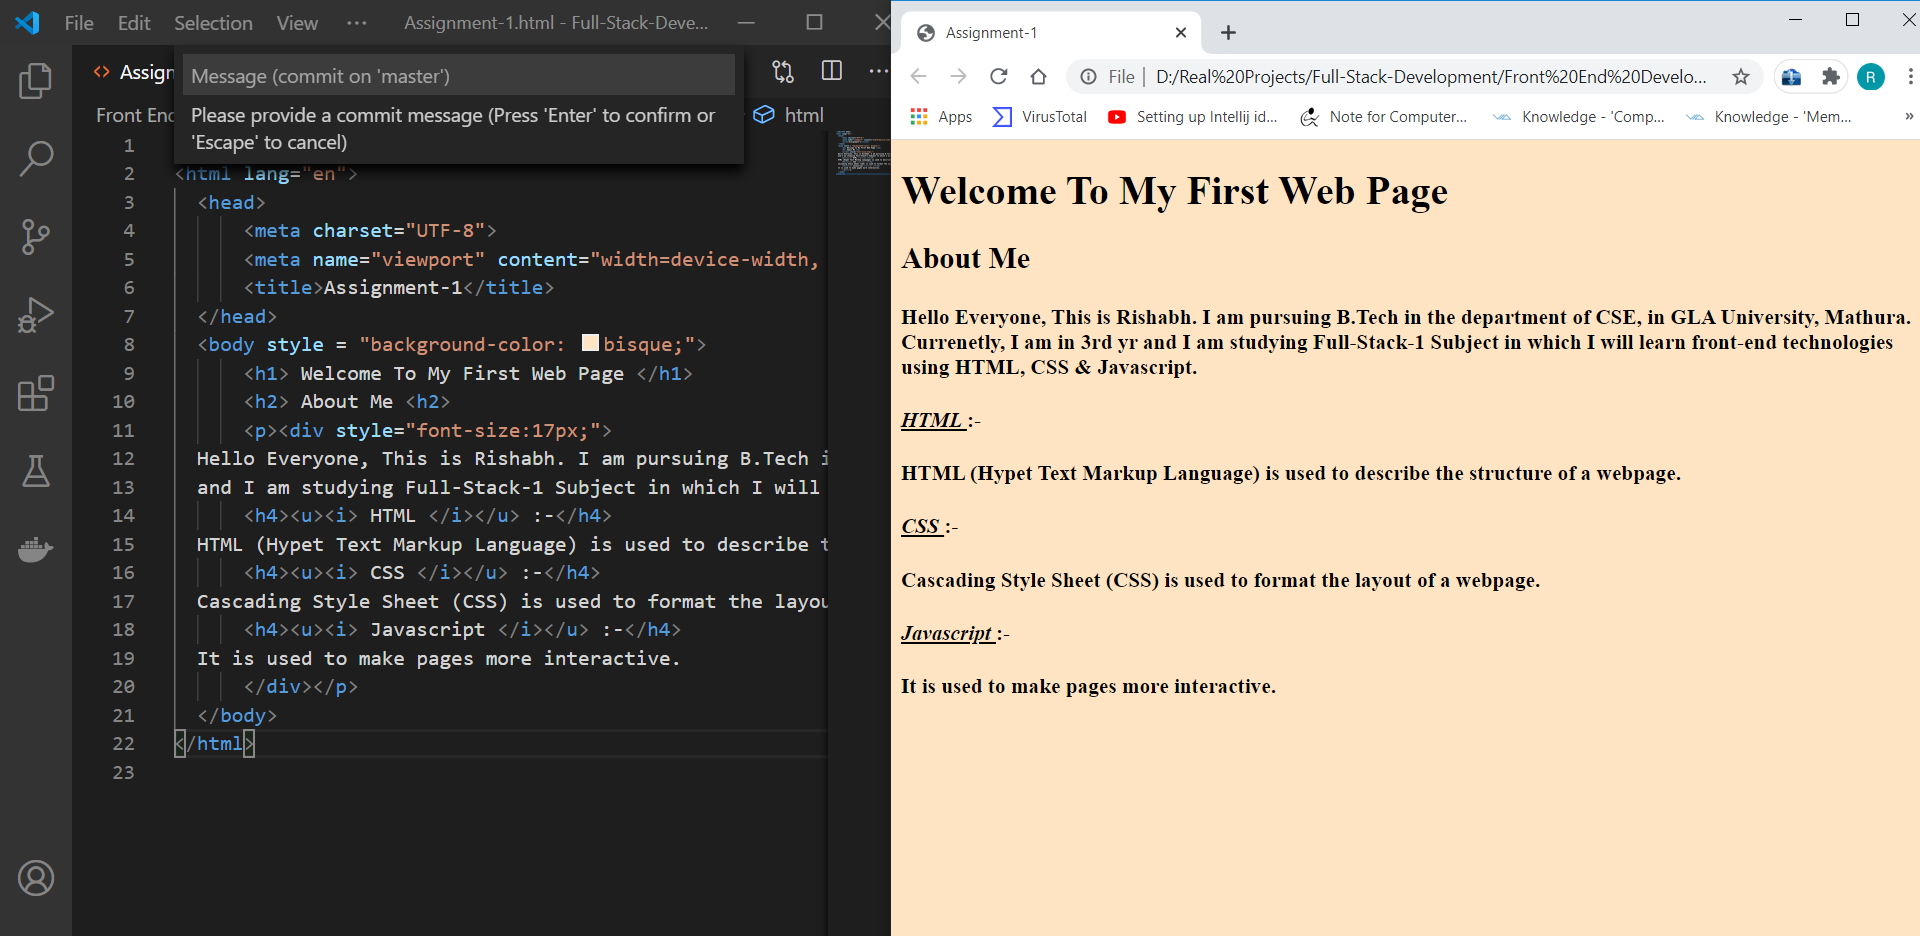 File Edit Selection View ··· Assignment-1.html - Full-Stack-Deve...
Assign
Message (commit on 'master')
Please provide a commit message (Press 'Enter' to confirm or
'Escape' to cancel)
Front End
html
1
2 <html lang="en">
3 <head>
4 <meta charset="UTF-8">
5 <meta name="viewport" content="width=device-width,
6 <title>Assignment-1</title>
7 </head>
8 <body style = "background-color: bisque;">
9 <h1> Welcome To My First Web Page </h1>
10 <h2> About Me <h2>
11 <p><div style="font-size:17px;">
12 Hello Everyone, This is Rishabh. I am pursuing B.Tech i
13 and I am studying Full-Stack-1 Subject in which I will
14 <h4><u><i> HTML </i></u> :-</h4>
15 HTML (Hypet Text Markup Language) is used to describe t
16 <h4><u><i> CSS </i></u> :-</h4>
17 Cascading Style Sheet (CSS) is used to format the layou
18 <h4><u><i> Javascript </i></u> :-</h4>
19 It is used to make pages more interactive.
20 </div></p>
21 </body>
22 </html>
23
Assignment-1
File | D:/Real%20Projects/Full-Stack-Development/Front%20End%20Develo...
R
Apps VirusTotal Setting up Intellij id... Note for Computer... Knowledge - 'Comp... Knowledge - 'Mem... »
Welcome To My First Web Page
About Me
Hello Everyone, This is Rishabh. I am pursuing B.Tech in the department of CSE, in GLA University, Mathura.
Currenetly, I am in 3rd yr and I am studying Full-Stack-1 Subject in which I will learn front-end technologies
using HTML, CSS & Javascript.
HTML :-
HTML (Hypet Text Markup Language) is used to describe the structure of a webpage.
CSS :-
Cascading Style Sheet (CSS) is used to format the layout of a webpage.
Javascript :-
It is used to make pages more interactive.